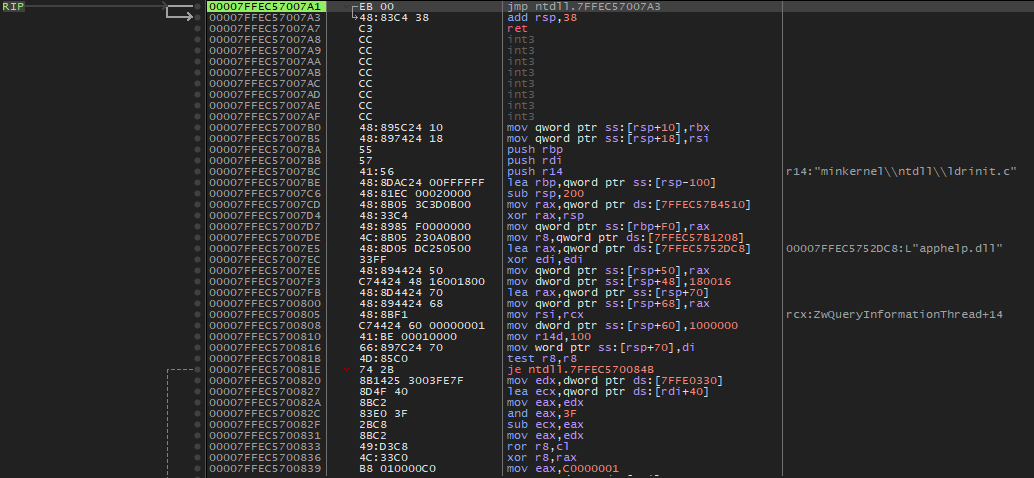 RIP 00007FFEC57007A1 EB 00 jmp ntdll.7FFEC57007A3
00007FFEC57007A3 48:83C4 38 add rsp,38
00007FFEC57007A7 C3 ret
00007FFEC57007A8 CC int3
00007FFEC57007A9 CC int3
00007FFEC57007AA CC int3
00007FFEC57007AB CC int3
00007FFEC57007AC CC int3
00007FFEC57007AD CC int3
00007FFEC57007AE CC int3
00007FFEC57007AF CC int3
00007FFEC57007B0 48:895C24 10 mov qword ptr ss:[rsp+10],rbx
00007FFEC57007B5 48:897424 18 mov qword ptr ss:[rsp+18],rsi
00007FFEC57007BA 55 push rbp
00007FFEC57007BB 57 push rdi
00007FFEC57007BC 41:56 push r14 r14:"minkernel\\ntdll\\ldrinit.c"
00007FFEC57007BE 48:8DAC24 00FFFFFF lea rbp,qword ptr ss:[rsp-100]
00007FFEC57007C6 48:81EC 00020000 sub rsp,200
00007FFEC57007CD 48:8B05 3C3D0B00 mov rax,qword ptr ds:[7FFEC57B4510]
00007FFEC57007D4 48:33C4 xor rax,rsp
00007FFEC57007D7 48:8985 F0000000 mov qword ptr ss:[rbp+F0],rax
00007FFEC57007DE 4C:8B05 230A0B00 mov r8,qword ptr ds:[7FFEC57B1208]
00007FFEC57007E5 48:8D05 DC250500 lea rax,qword ptr ds:[7FFEC5752DC8] 00007FFEC5752DC8:L"apphelp.dll"
00007FFEC57007EC 33FF xor edi,edi
00007FFEC57007EE 48:894424 50 mov qword ptr ss:[rsp+50],rax
00007FFEC57007F3 C74424 48 16001800 mov dword ptr ss:[rsp+48],180016
00007FFEC57007FB 48:8D4424 70 lea rax,qword ptr ss:[rsp+70]
00007FFEC5700800 48:894424 68 mov qword ptr ss:[rsp+68],rax
00007FFEC5700805 48:8BF1 mov rsi,rcx rcx:ZwQueryInformationThread+14
00007FFEC5700808 C74424 60 00000001 mov dword ptr ss:[rsp+60],1000000
00007FFEC5700810 41:BE 00010000 mov r14d,100
00007FFEC5700816 66:897C24 70 mov word ptr ss:[rsp+70],di
00007FFEC570081B 4D:85C0 test r8,r8
00007FFEC570081E 74 2B je ntdll.7FFEC570084B
00007FFEC5700820 8B1425 3003FE7F mov edx,dword ptr ds:[7FFE0330]
00007FFEC5700827 8D4F 40 lea ecx,qword ptr ds:[rdi+40]
00007FFEC570082A 8BC2 mov eax,edx
00007FFEC570082C 83E0 3F and eax,3F
00007FFEC570082F 2BC8 sub ecx,eax
00007FFEC5700831 8BC2 mov eax,edx
00007FFEC5700833 49:D3C8 ror r8,cl
00007FFEC5700836 4C:33C0 xor r8,rax
00007FFEC5700839 B8 010000C0 mov eax,C0000001